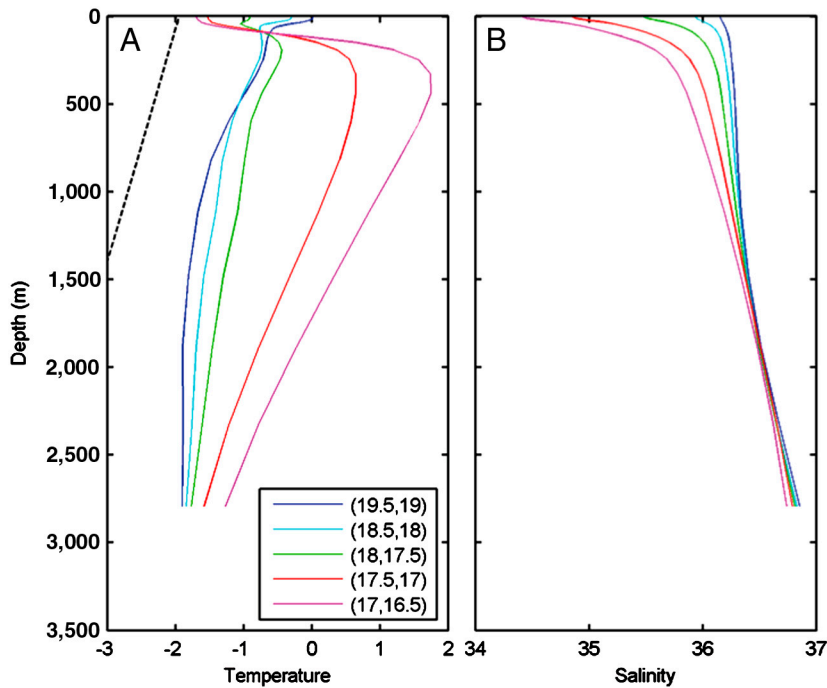 A
B
0
500
1,000
1,500
2,000
2,500
3,000
3,500
Depth (m)
(19.5,19)
(18.5,18)
(18,17.5)
(17.5,17)
(17,16.5)
-3 -2 -1 0 1 2
Temperature
34 35 36 37
Salinity